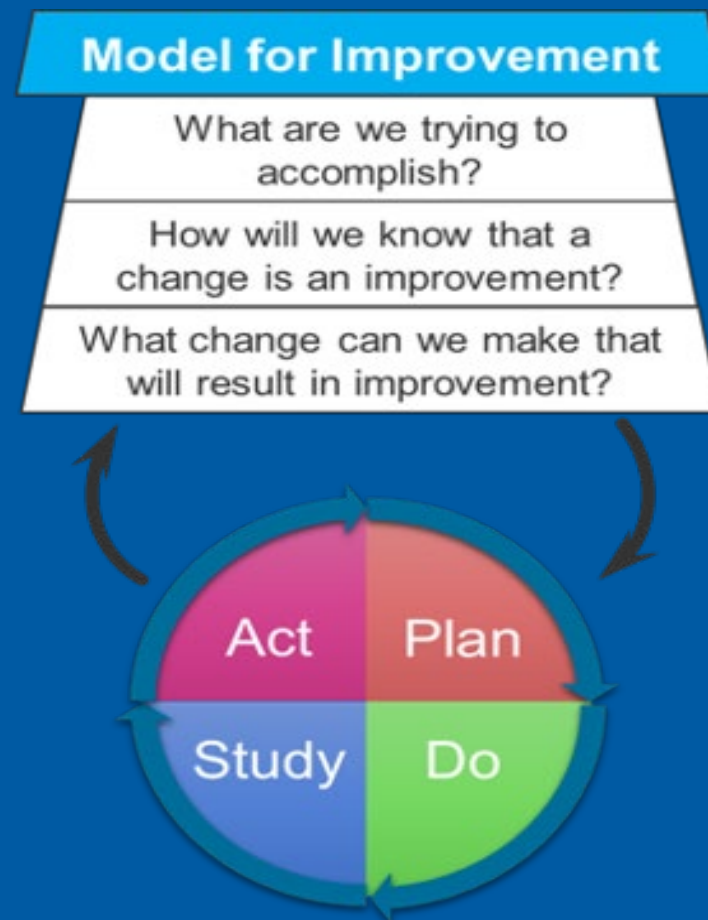 Model for Improvement
What are we trying to
accomplish?
How will we know that a
change is an improvement?
What change can we make that
will result in improvement?
Act
Plan
Study
Do